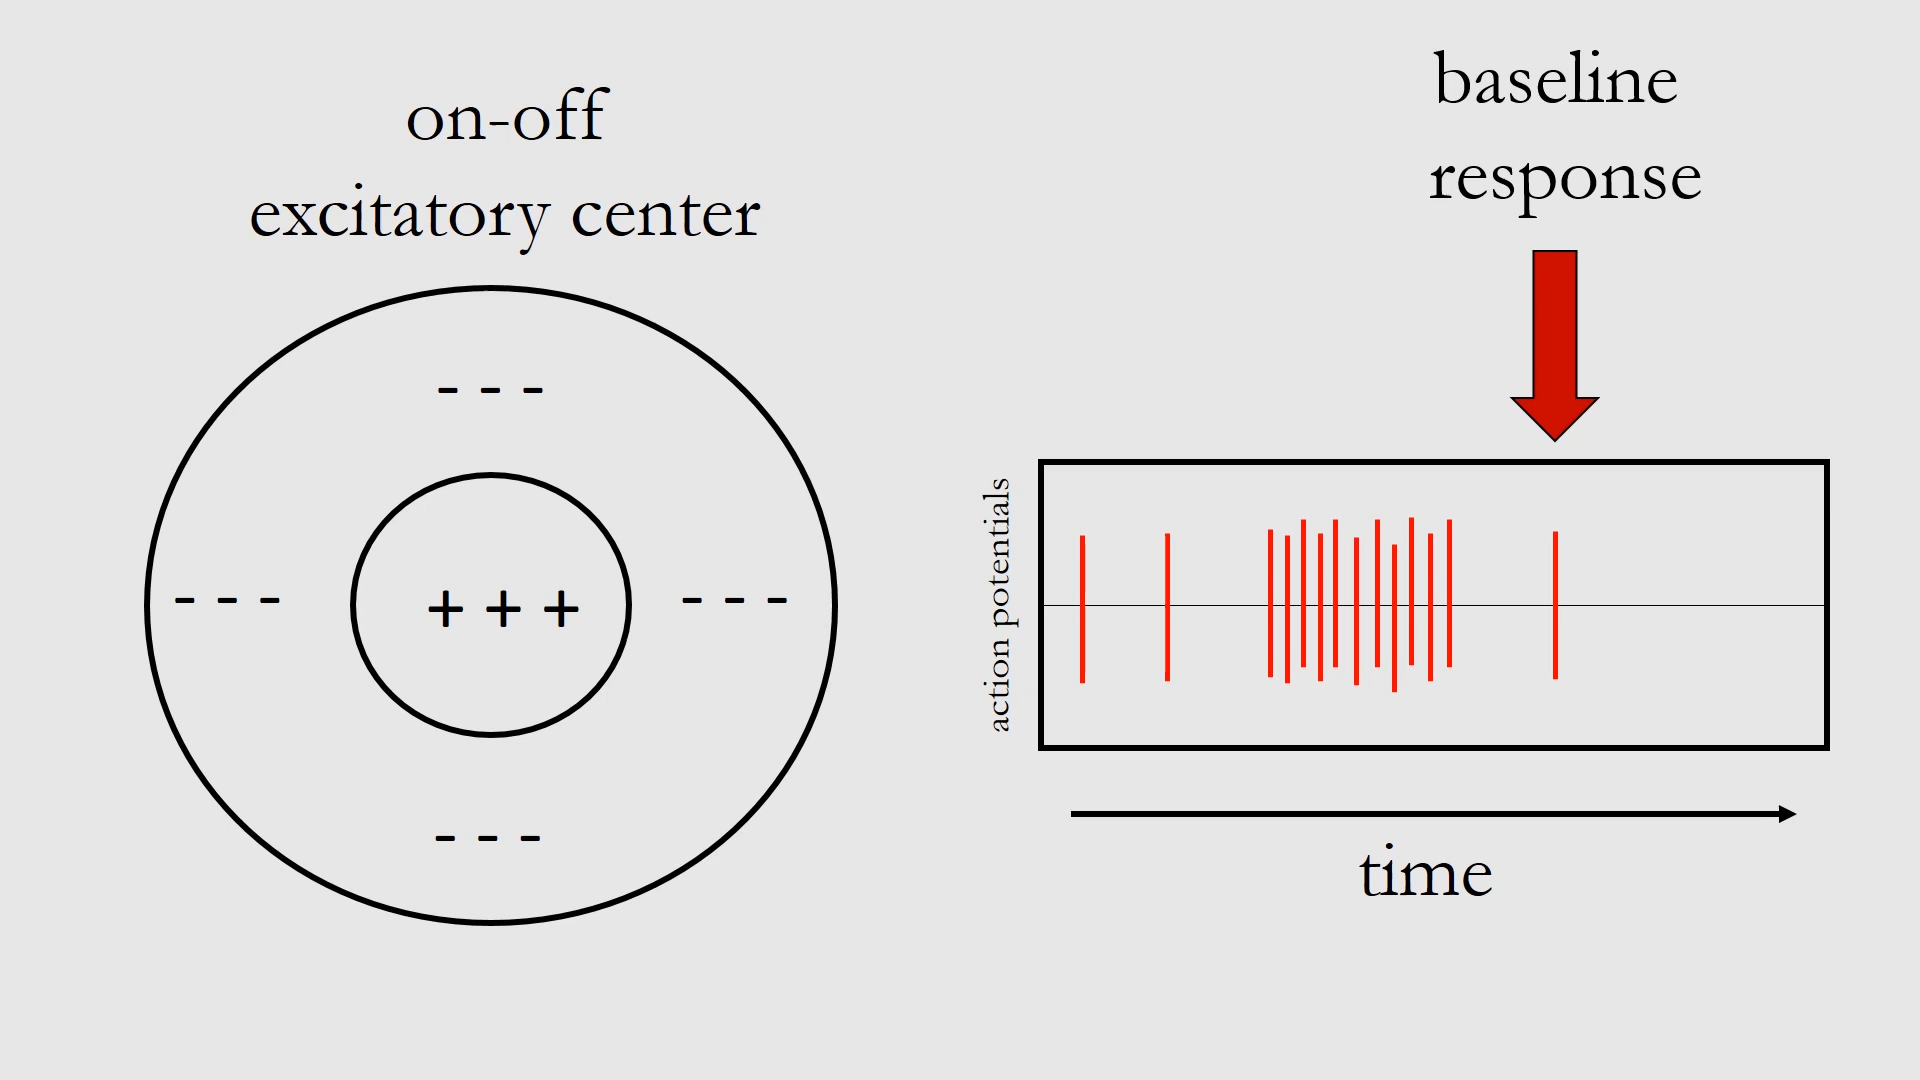 on-off
excitatory center
- - -
- - -
+ + +
- - -
- - -
baseline
response
action potentials
time